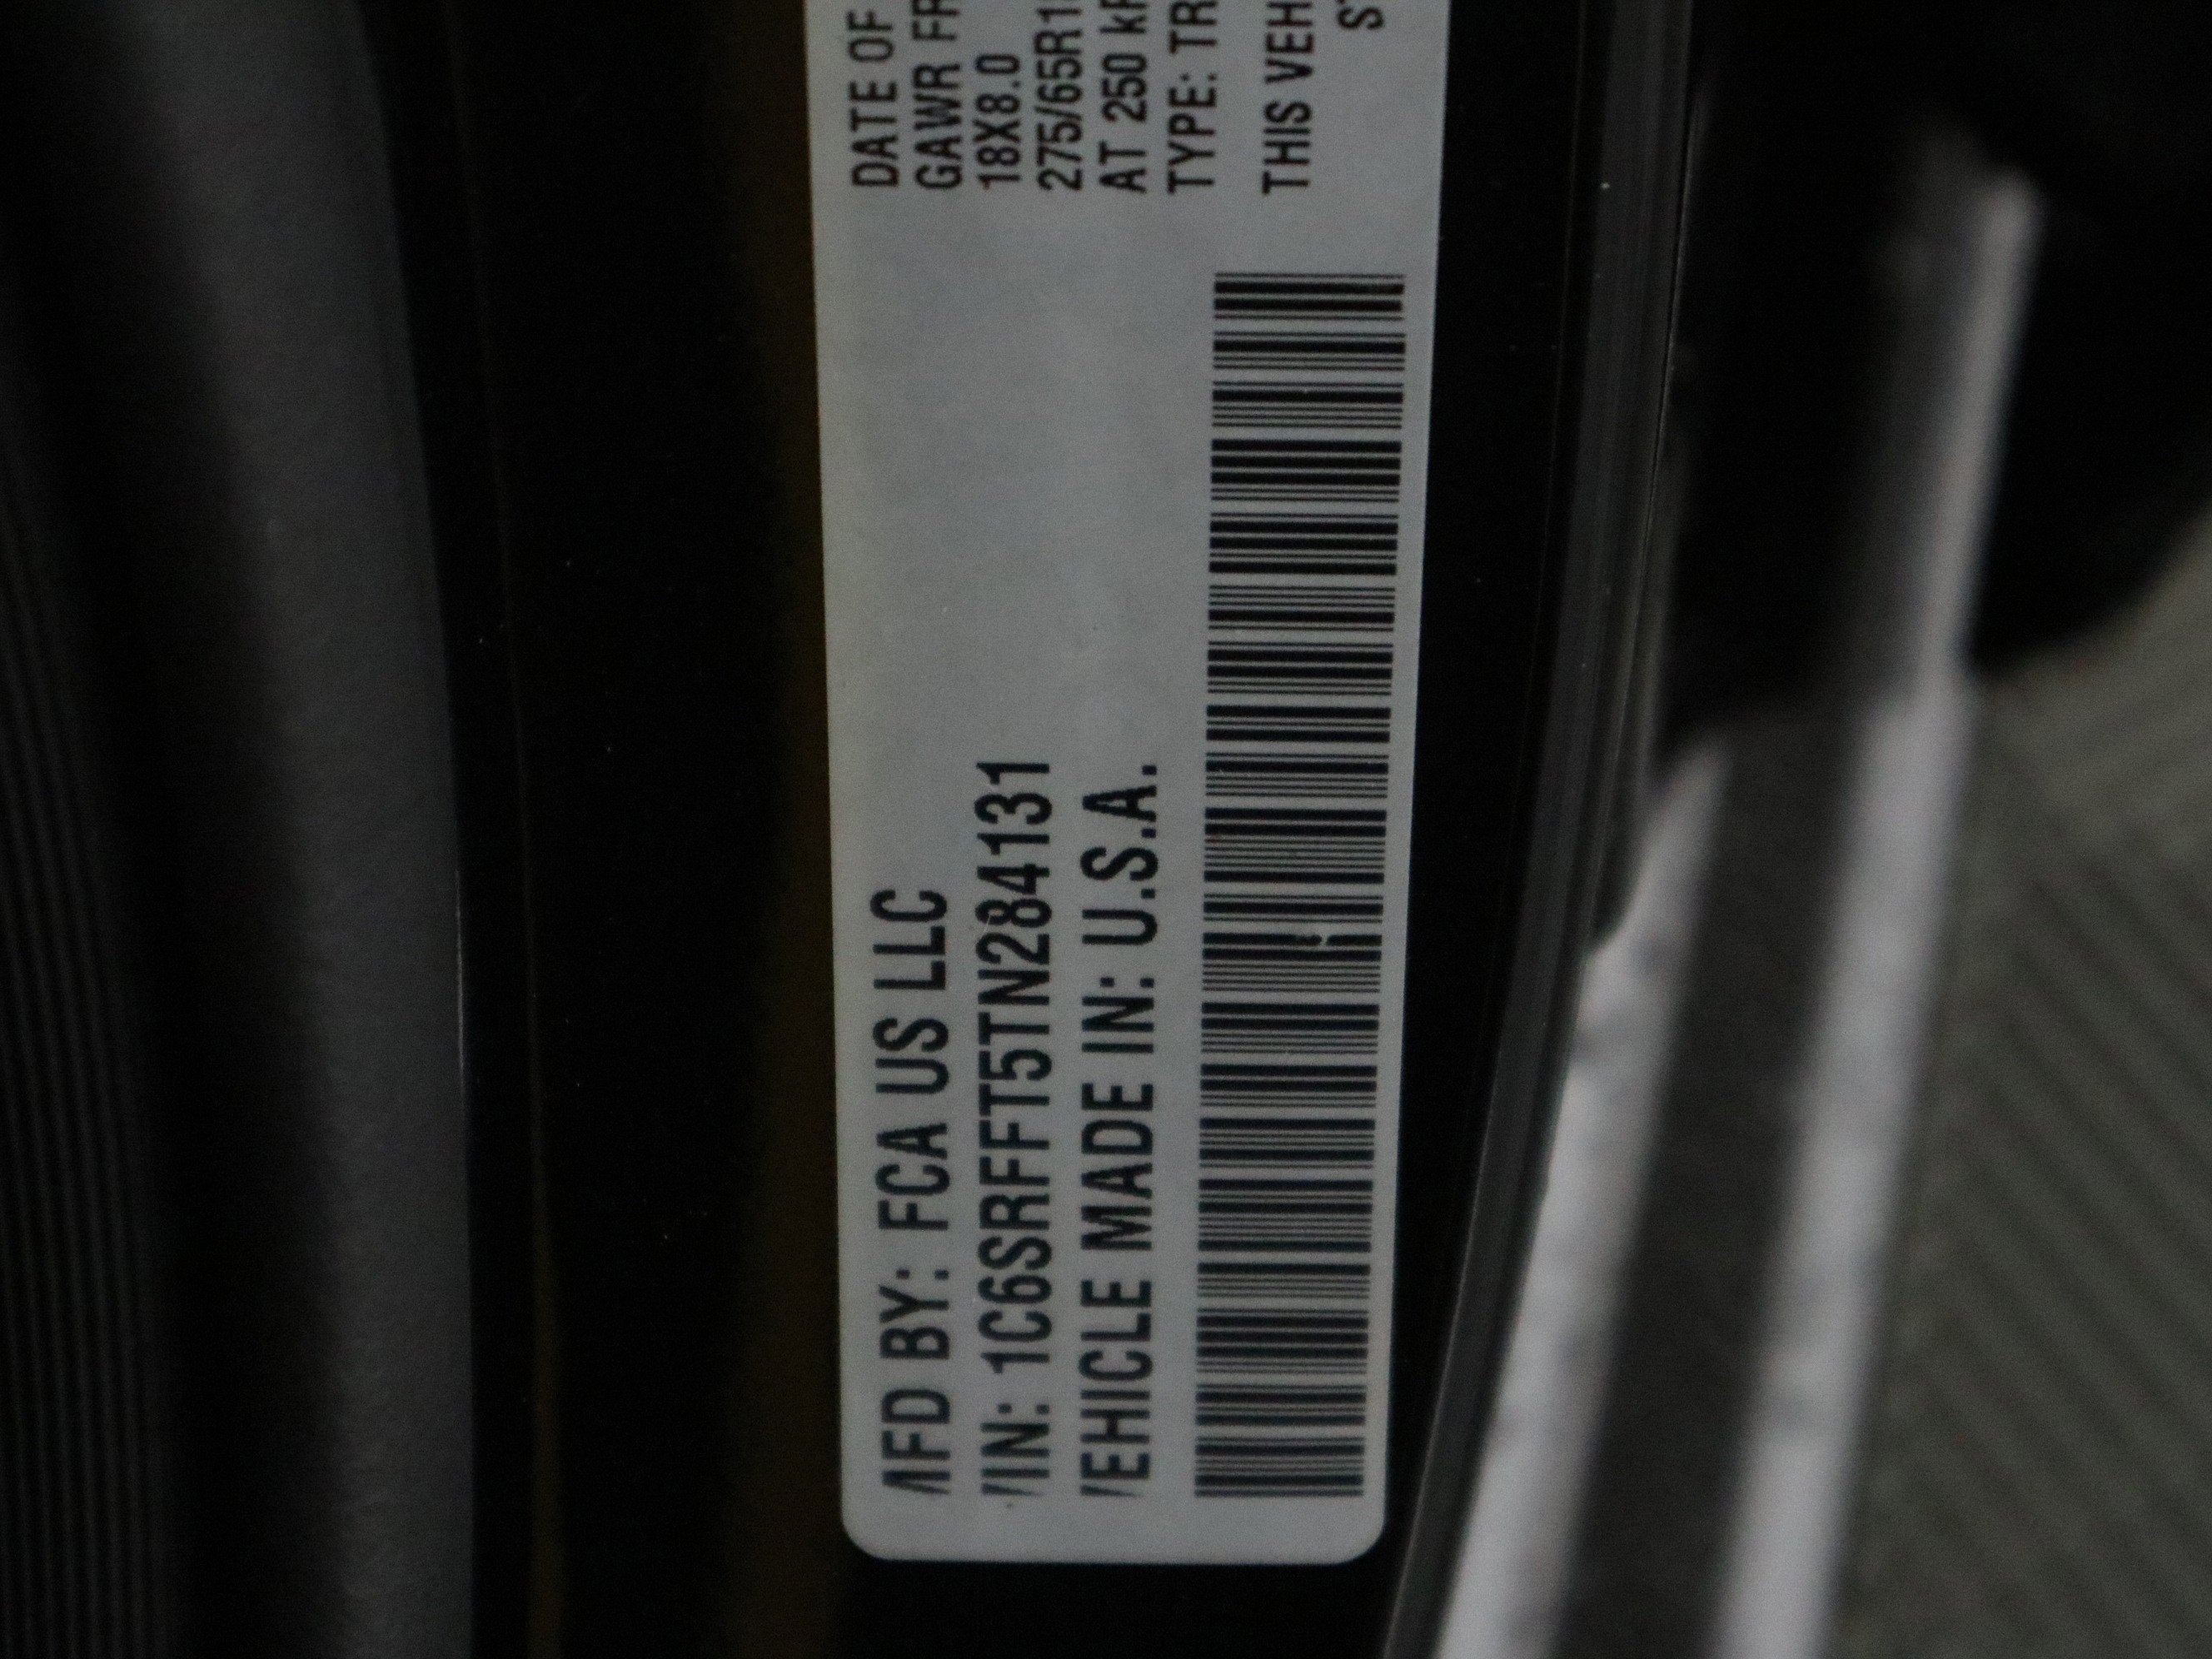 MFD BY: FCA US LLC
VIN: 1C6SRFFT5TN284131
VEHICLE MADE IN: U.S.A.
DATE OF
GAWR FR
18X8.0
275/65R1
AT 250 kP
TYPE: TR
THIS VEH
ST